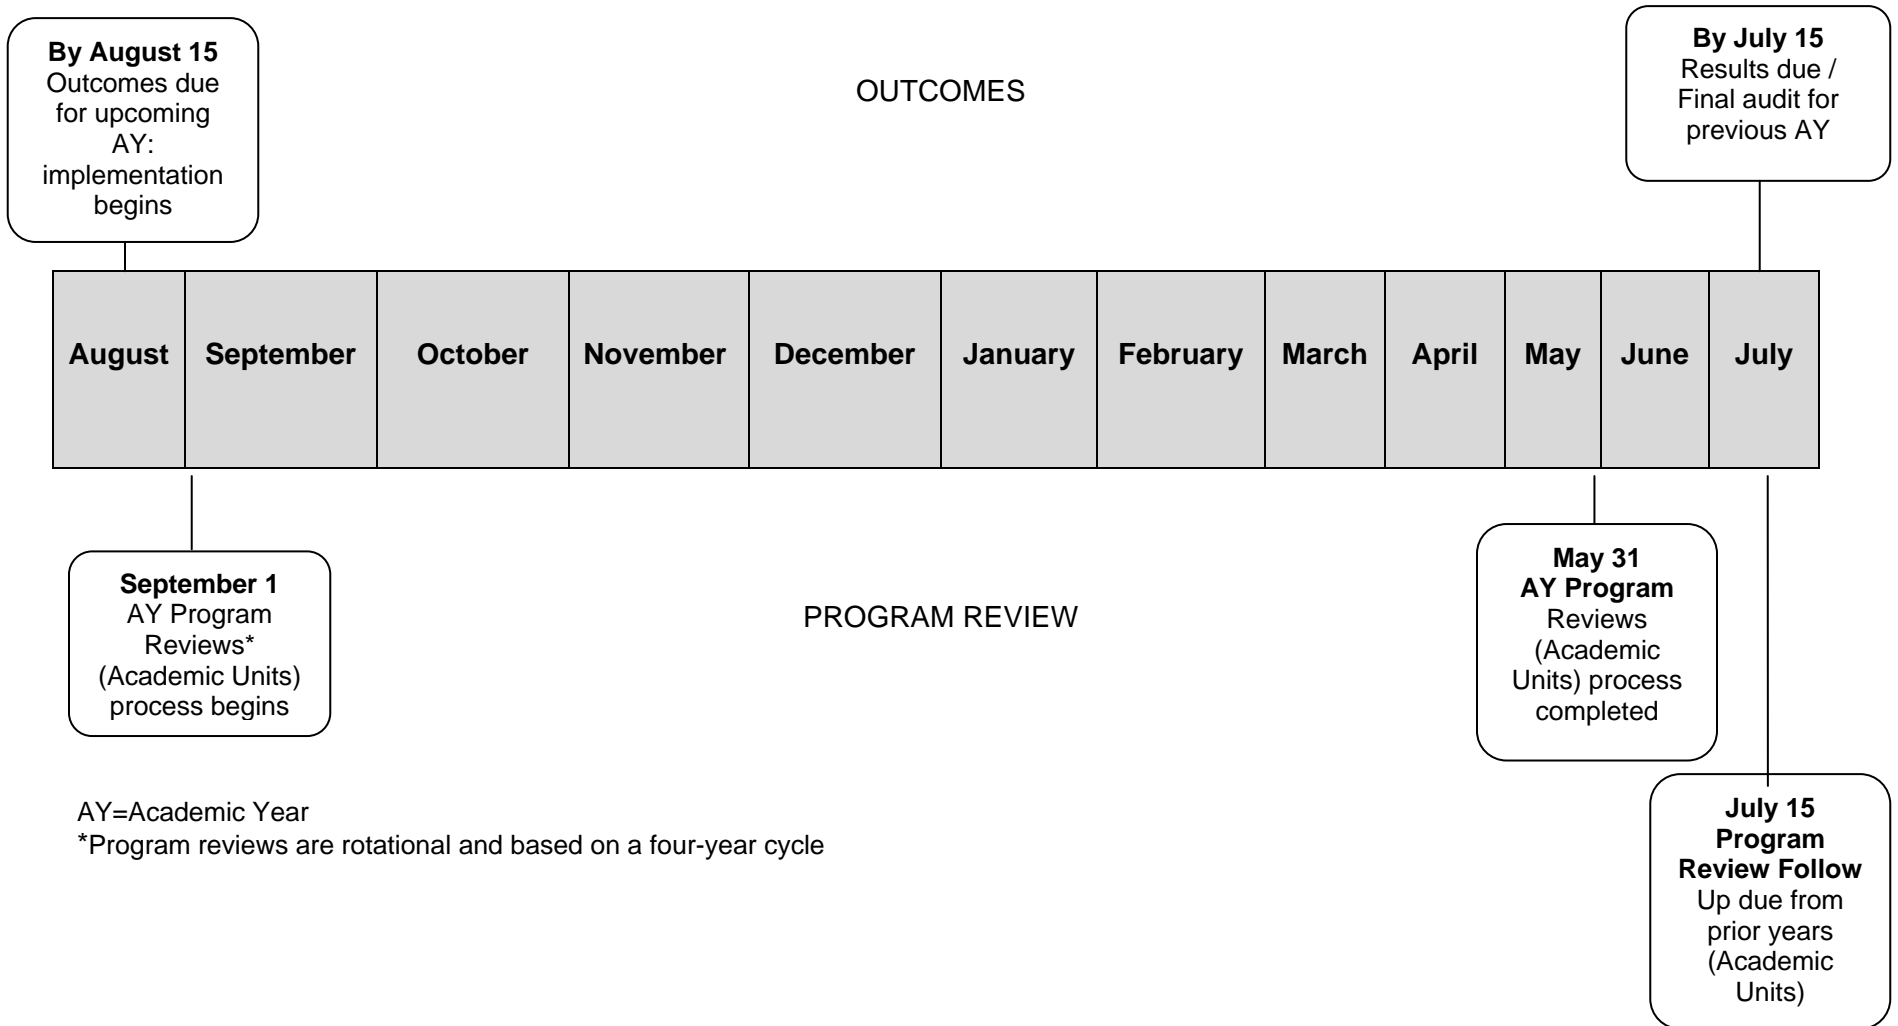 By August 15
Outcomes due
for upcoming
AY:
implementation
begins
OUTCOMES
By July 15
Results due /
Final audit for
previous AY
August
September
October
November
December
January
February
March
April
May
June
July
September 1
AY Program
Reviews*
(Academic Units)
process begins
PROGRAM REVIEW
May 31
AY Program
Reviews
(Academic
Units) process
completed
July 15
Program
Review Follow
Up due from
prior years
(Academic
Units)
AY=Academic Year
*Program reviews are rotational and based on a four-year cycle